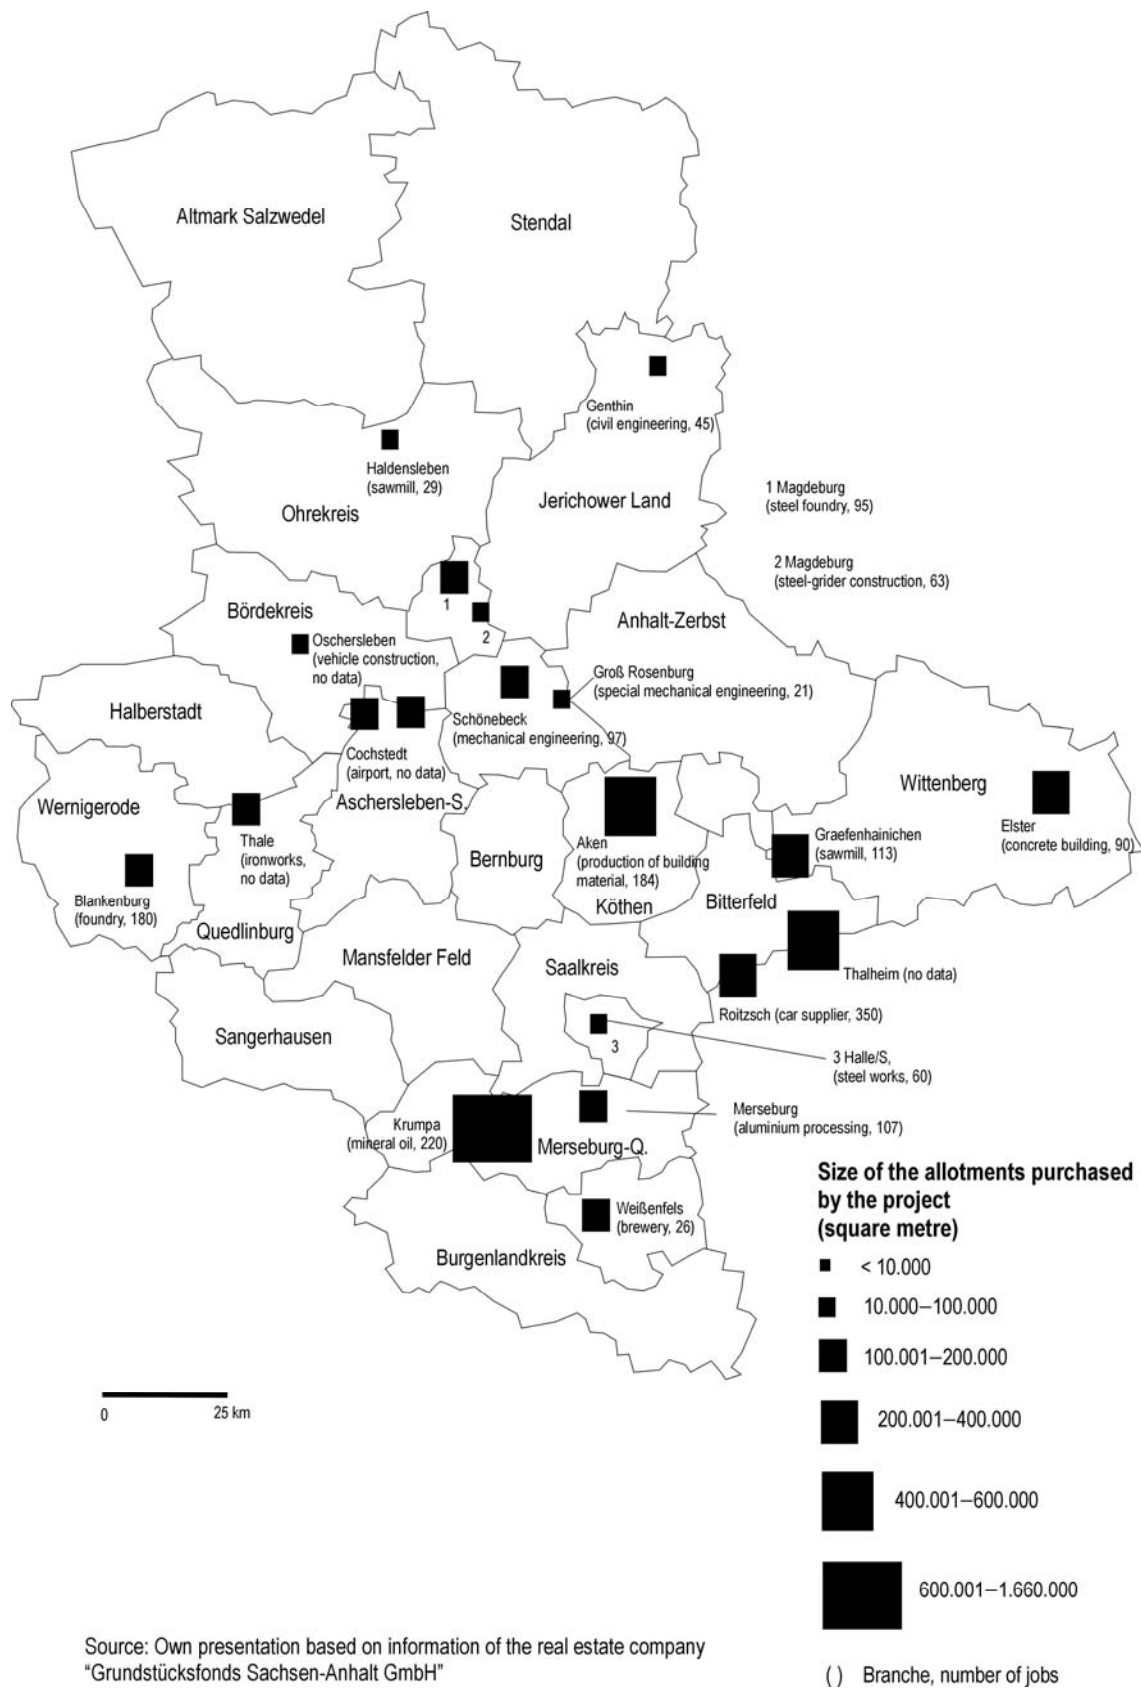 Altmark Salzwedel
Stendal
Genthin
(civil engineering, 45)
Haldensleben
(sawmill, 29)
Ohrekreis
Jerichower Land
1 Magdeburg
(steel foundry, 95)
2 Magdeburg
(steel-grider construction, 63)
1
2
Bördekreis
Oschersleben
(vehicle construction,
no data)
Anhalt-Zerbst
Groß Rosenburg
(special mechanical engineering, 21)
Halberstadt
Schönebeck
(mechanical engineering, 97)
Cochstedt
(airport, no data)
Aschersleben-S.
Wernigerode
Wittenberg
Thale
(ironworks,
no data)
Bernburg
Aken
(production of building
material, 184)
Köthen
Graefenhainichen
(sawmill, 113)
Elster
(concrete building, 90)
Blankenburg
(foundry, 180)
Bitterfeld
Quedlinburg
Mansfelder Feld
Saalkreis
Thalheim (no data)
Roitzsch (car supplier, 350)
Sangerhausen
3
3 Halle/S,
(steel works, 60)
Krumpa
(mineral oil, 220)
Merseburg
(aluminium processing, 107)
Merseburg-Q.
Weißenfels
(brewery, 26)
Burgenlandkreis
Size of the allotments purchased
by the project
(square metre)
< 10.000
10.000–100.000
100.001–200.000
200.001–400.000
400.001–600.000
600.001–1.660.000
( ) Branche, number of jobs
0 25 km
Source: Own presentation based on information of the real estate company
“Grundstücksfonds Sachsen-Anhalt GmbH”